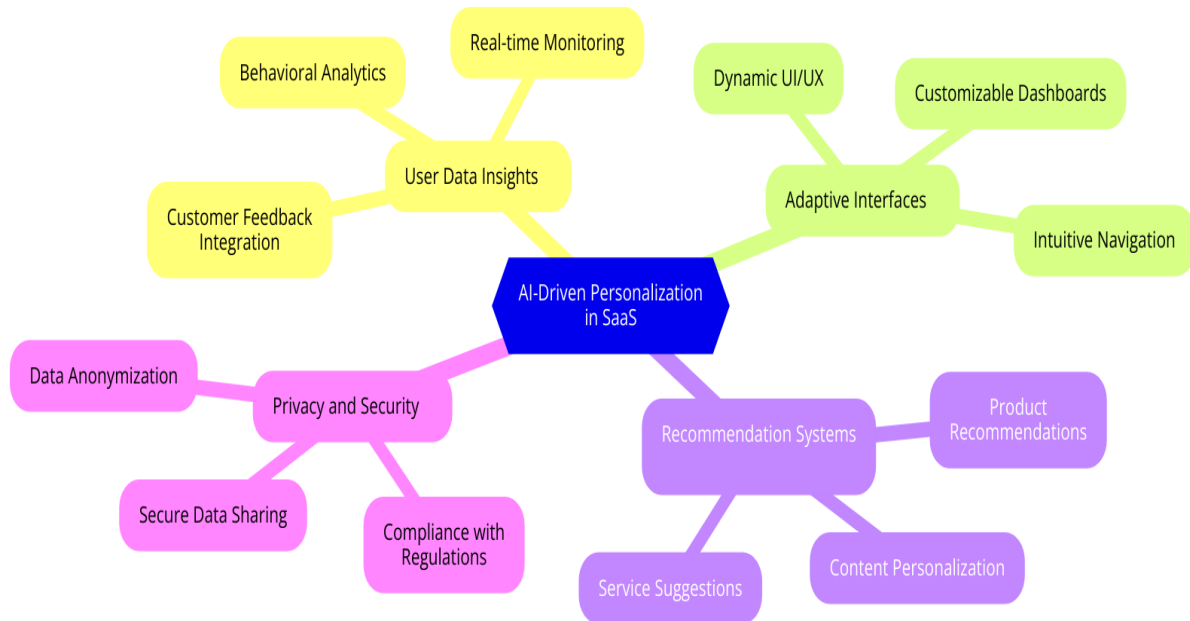 Real-time Monitoring
Behavioral Analytics
User Data Insights
Customer Feedback
Integration
Dynamic UI/UX
Customizable Dashboards
Adaptive Interfaces
Intuitive Navigation
AI-Driven Personalization
in SaaS
Data Anonymization
Privacy and Security
Secure Data Sharing
Compliance with
Regulations
Recommendation Systems
Product
Recommendations
Content Personalization
Service Suggestions